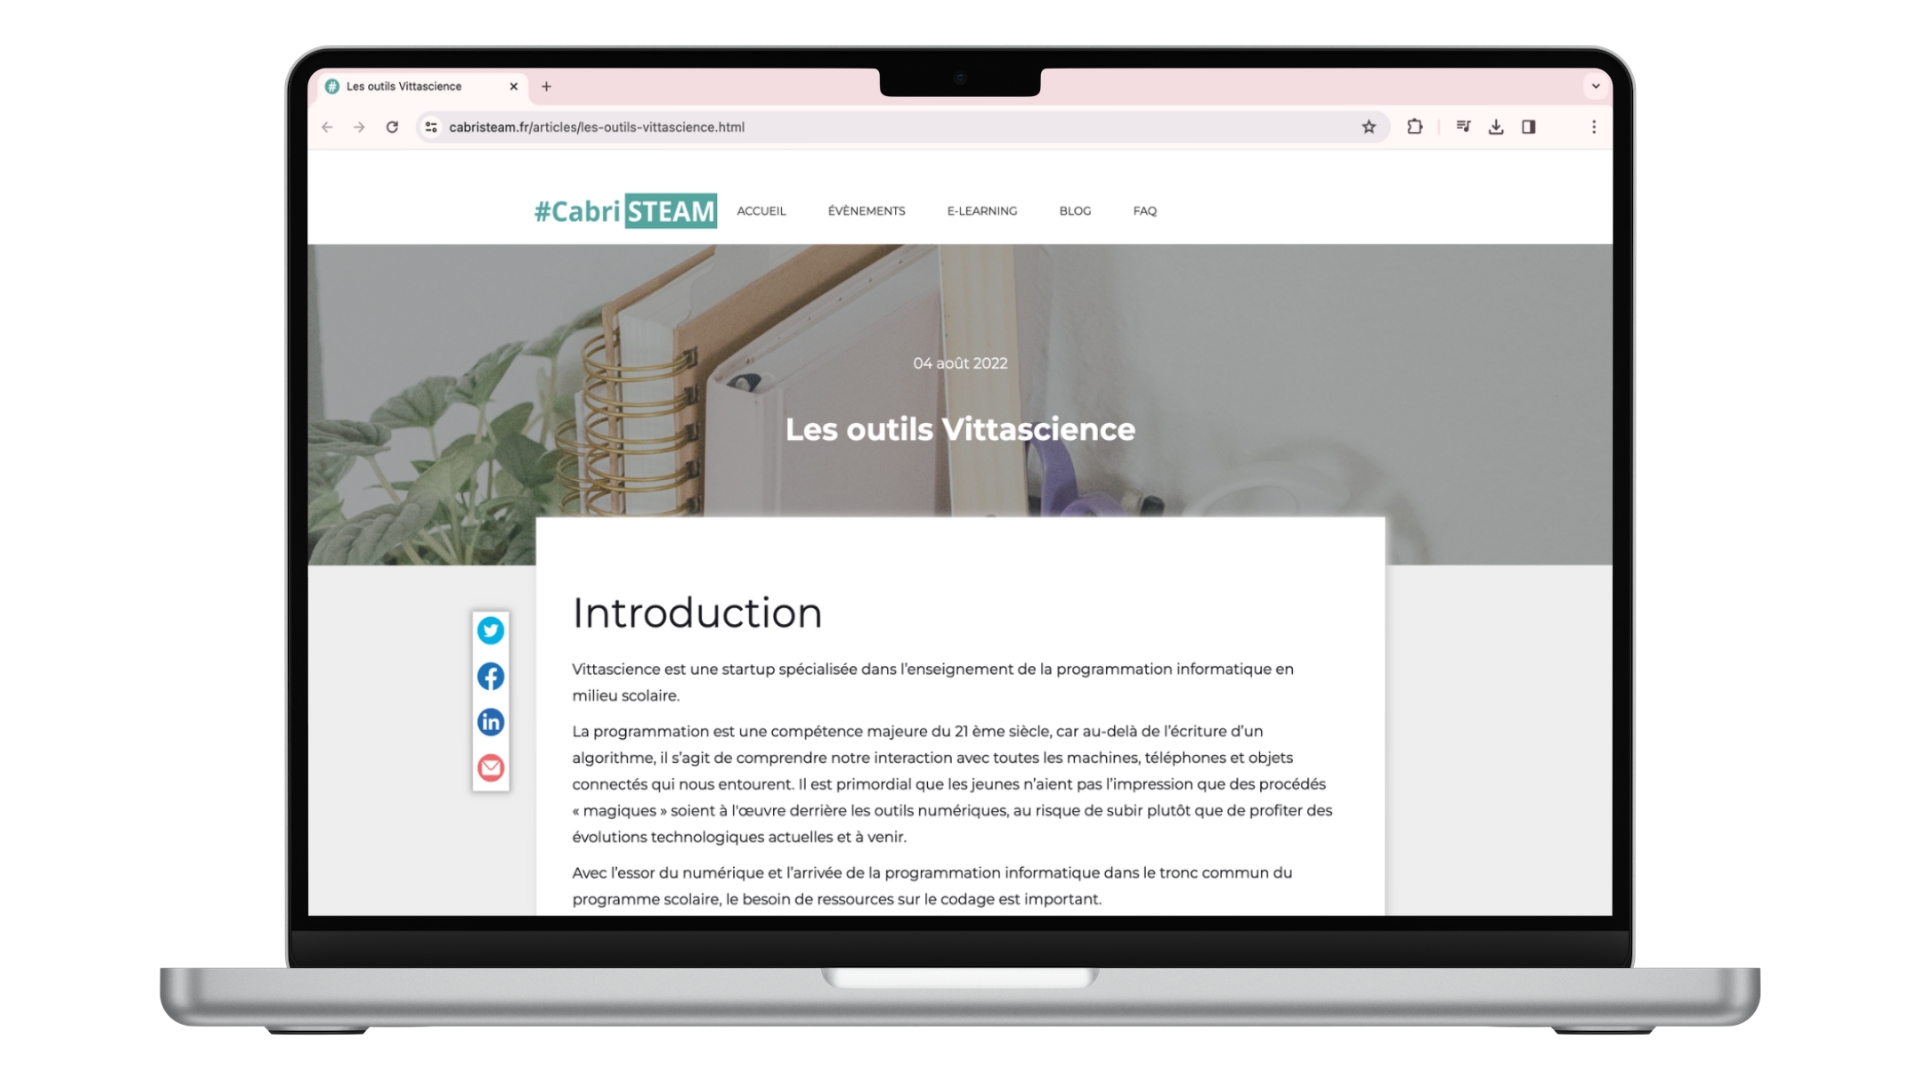 Les outils Vittascience
cabristeam.fr/articles/les-outils-vittascience.html
#Cabri STEAM
ACCUEIL
ÉVÈNEMENTS
E-LEARNING
BLOG
FAQ
04 août 2022
Les outils Vittascience
Introduction
Vittascience est une startup spécialisée dans l'enseignement de la programmation informatique en
milieu scolaire.
La programmation est une compétence majeure du 21 ème siècle, car au-delà de l'écriture d'un
algorithme, il s'agit de comprendre notre interaction avec toutes les machines, téléphones et objets
connectés qui nous entourent. Il est primordial que les jeunes n'aient pas l'impression que des procédés
« magiques » soient à l'œuvre derrière les outils numériques, au risque de subir plutôt que de profiter des
évolutions technologiques actuelles et à venir.
Avec l'essor du numérique et l'arrivée de la programmation informatique dans le tronc commun du
programme scolaire, le besoin de ressources sur le codage est important.